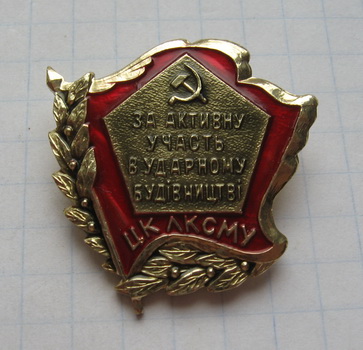 ЗА АКТИВНУ
УЧАСТЬ
В УДАРНОМУ
БУДІВНИЦТВІ
ЦК ЛКСМУ